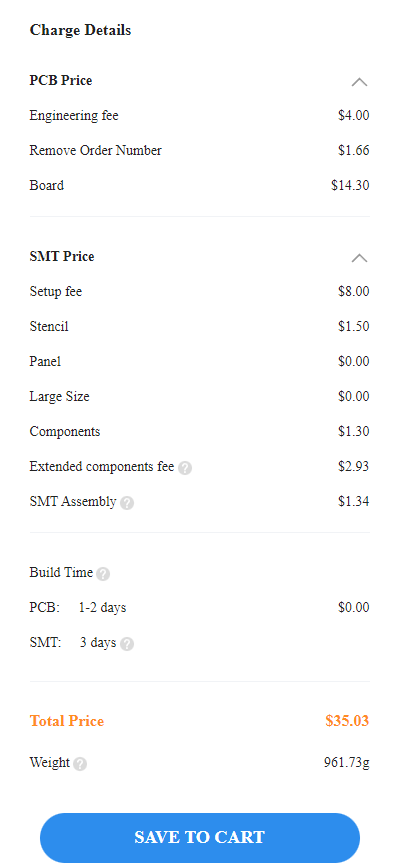 Charge Details
PCB Price
Engineering fee $4.00
Remove Order Number $1.66
Board $14.30
SMT Price
Setup fee $8.00
Stencil $1.50
Panel $0.00
Large Size $0.00
Components $1.30
Extended components fee ? $2.93
SMT Assembly ? $1.34
Build Time ?
PCB: 1-2 days $0.00
SMT: 3 days ?
Total Price $35.03
Weight ? 961.73g
SAVE TO CART